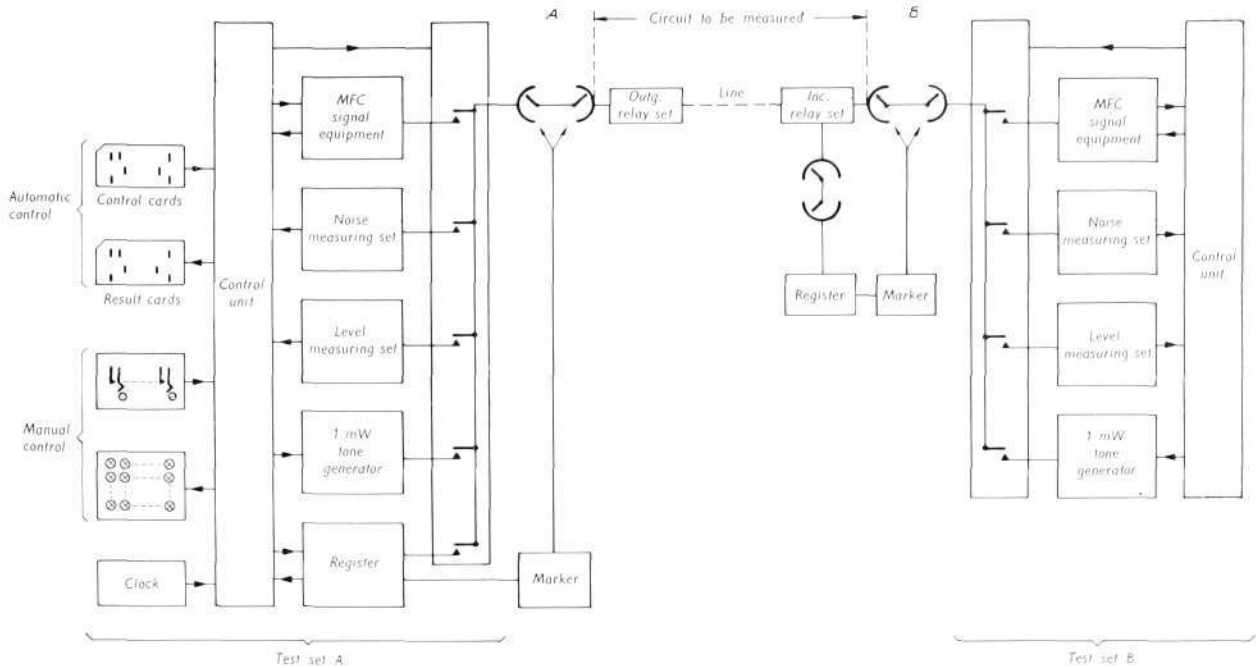 A
Circuit to be measured
B
MFC
signal
equipment
Outg.
relay set
Line
Inc.
relay set
MFC
signal
equipment
Automatic
control
Control cards
Noise
measuring set
Noise
measuring set
Result cards
Control
unit
Control
unit
Register
Marker
Level
measuring set
Level
measuring set
Manual
control
1 mW
tone
generator
1 mW
tone
generator
Clock
Register
Marker
Test set A
Test set B